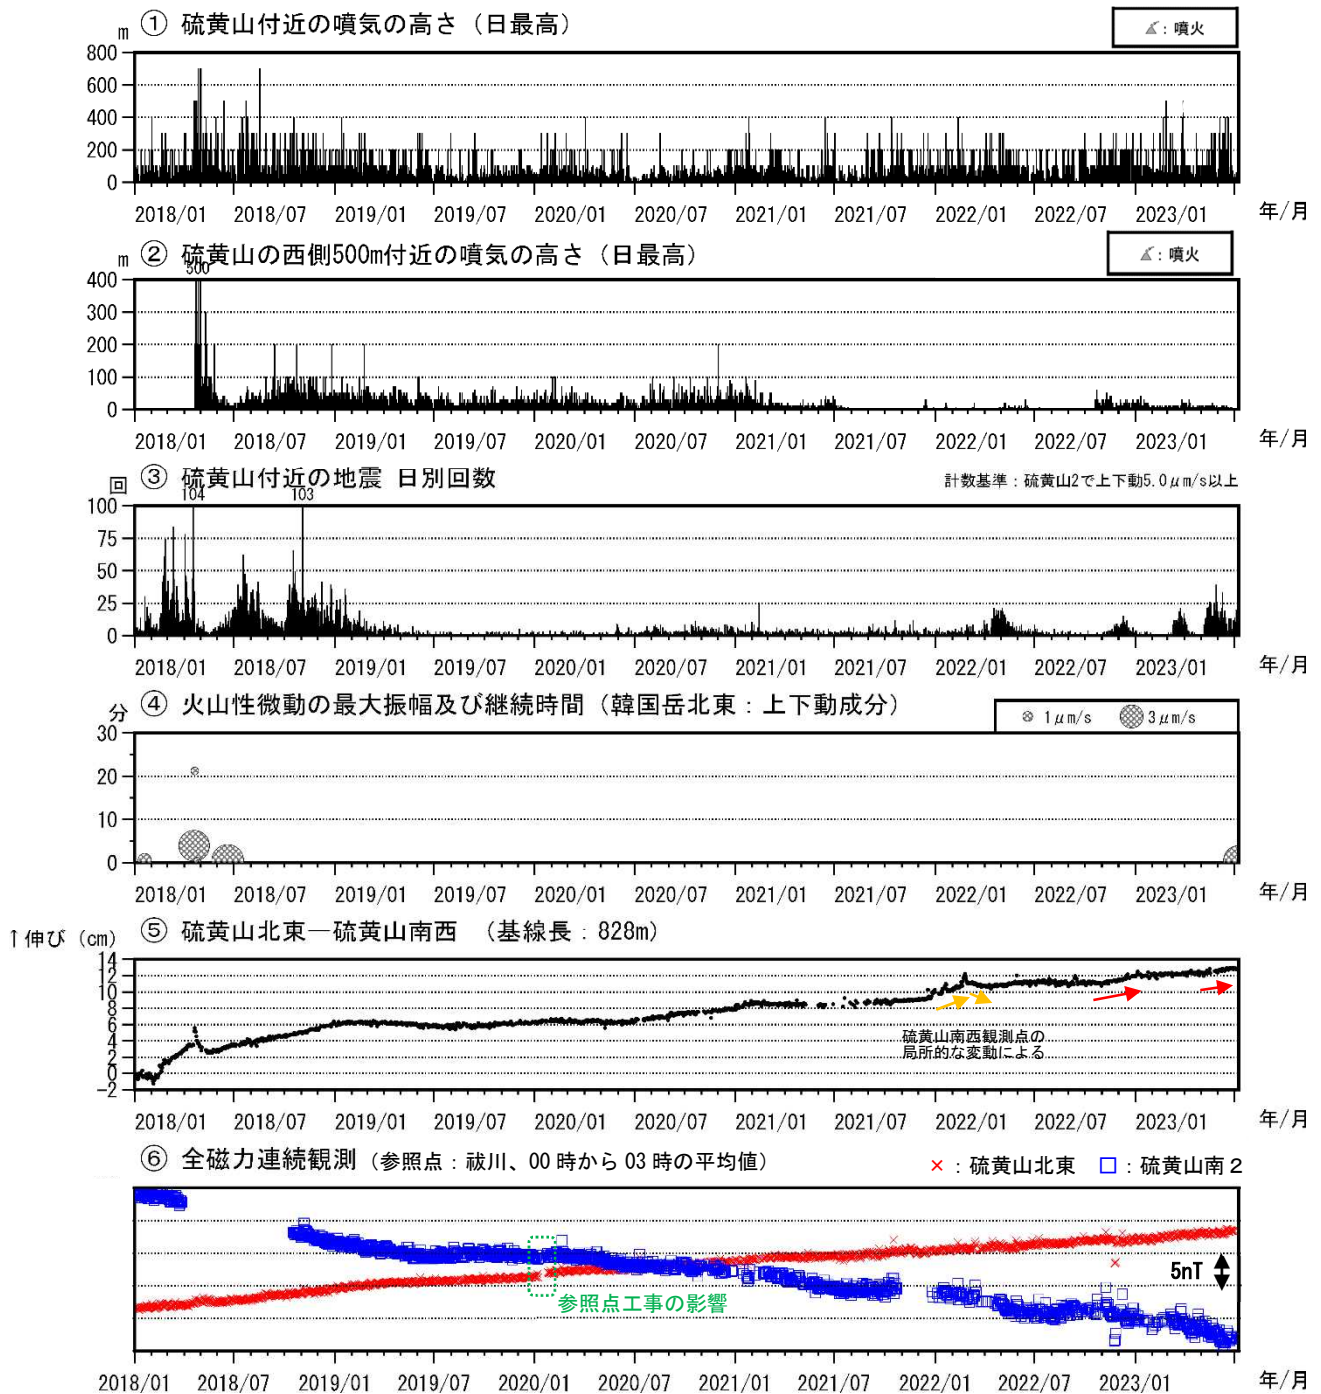 ① 硫黄山付近の噴気の高さ（日最高）
：噴火
m
800
600
400
200
0
2018/01 2018/07 2019/01 2019/07 2020/01 2020/07 2021/01 2021/07 2022/01 2022/07 2023/01 年/月
② 硫黄山の西側500m付近の噴気の高さ（日最高）
：噴火
m
500
400
300
200
100
0
2018/01 2018/07 2019/01 2019/07 2020/01 2020/07 2021/01 2021/07 2022/01 2022/07 2023/01 年/月
③ 硫黄山付近の地震 日別回数
計数基準：硫黄山2で上下動5.0μm/s以上
回
104 103
100
75
50
25
0
2018/01 2018/07 2019/01 2019/07 2020/01 2020/07 2021/01 2021/07 2022/01 2022/07 2023/01 年/月
④ 火山性微動の最大振幅及び継続時間（韓国岳北東：上下動成分）
1μm/s 3μm/s
分
30
20
10
0
2018/01 2018/07 2019/01 2019/07 2020/01 2020/07 2021/01 2021/07 2022/01 2022/07 2023/01 年/月
⑤ 硫黄山北東―硫黄山南西 （基線長：828m）
↑伸び（cm）
14
12
10
8
6
4
2
0
-2
硫黄山南西観測点の
局所的な変動による
2018/01 2018/07 2019/01 2019/07 2020/01 2020/07 2021/01 2021/07 2022/01 2022/07 2023/01 年/月
⑥ 全磁力連続観測（参照点：祓川、00時から03時の平均値）
×：硫黄山北東 □：硫黄山南２
5nT
参照点工事の影響
2018/01 2018/07 2019/01 2019/07 2020/01 2020/07 2021/01 2021/07 2022/01 2022/07 2023/01 年/月